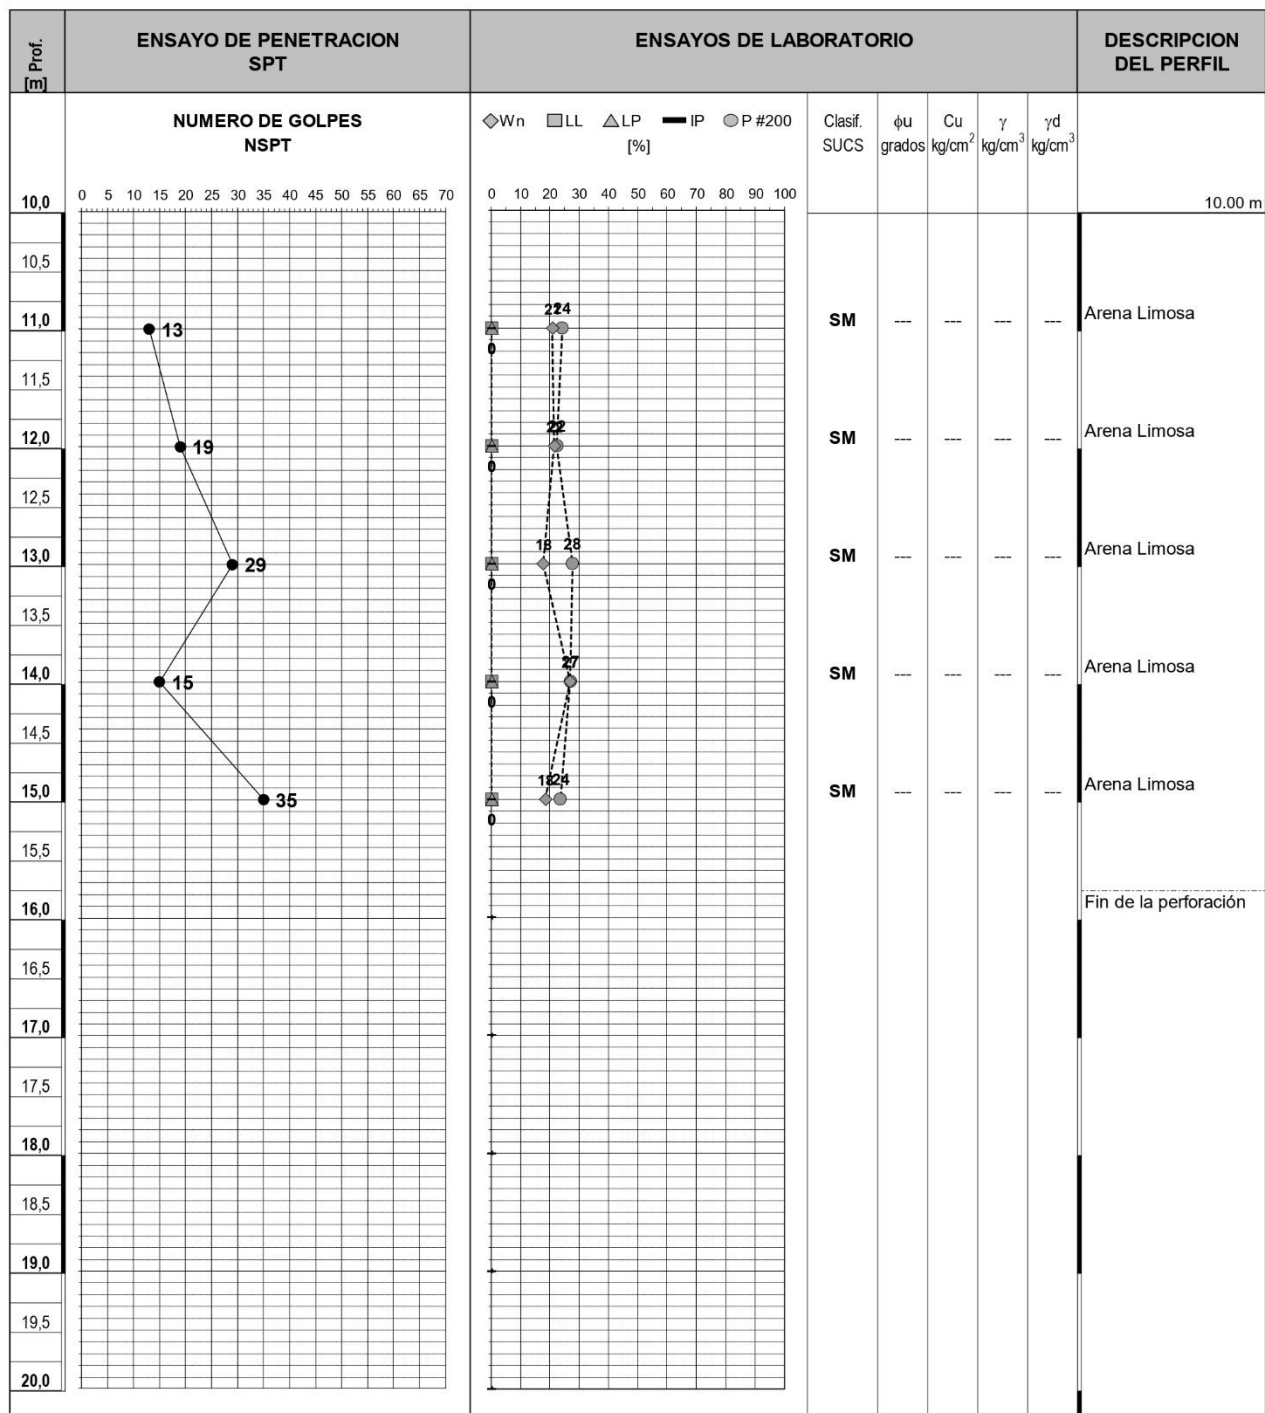 [m] Prof.
ENSAYO DE PENETRACION
SPT
ENSAYOS DE LABORATORIO
DESCRIPCION
DEL PERFIL
NUMERO DE GOLPES
NSPT
Wn LL LP IP P #200
[%]
Clasif.
SUCS
ϕu
grados
Cu
kg/cm²
γ
kg/cm³
γd
kg/cm³
0 5 10 15 20 25 30 35 40 45 50 55 60 65 70
0 10 20 30 40 50 60 70 80 90 100
10,0
10.00 m
10,5
11,0
13
24
0
SM --- --- --- ---
Arena Limosa
11,5
12,0
19
22
0
SM --- --- --- ---
Arena Limosa
12,5
13,0
29
18 28
0
SM --- --- --- ---
Arena Limosa
13,5
14,0
15
27
0
SM --- --- --- ---
Arena Limosa
14,5
15,0
35
18 24
0
SM --- --- --- ---
Arena Limosa
15,5
16,0
Fin de la perforación
16,5
17,0
17,5
18,0
18,5
19,0
19,5
20,0